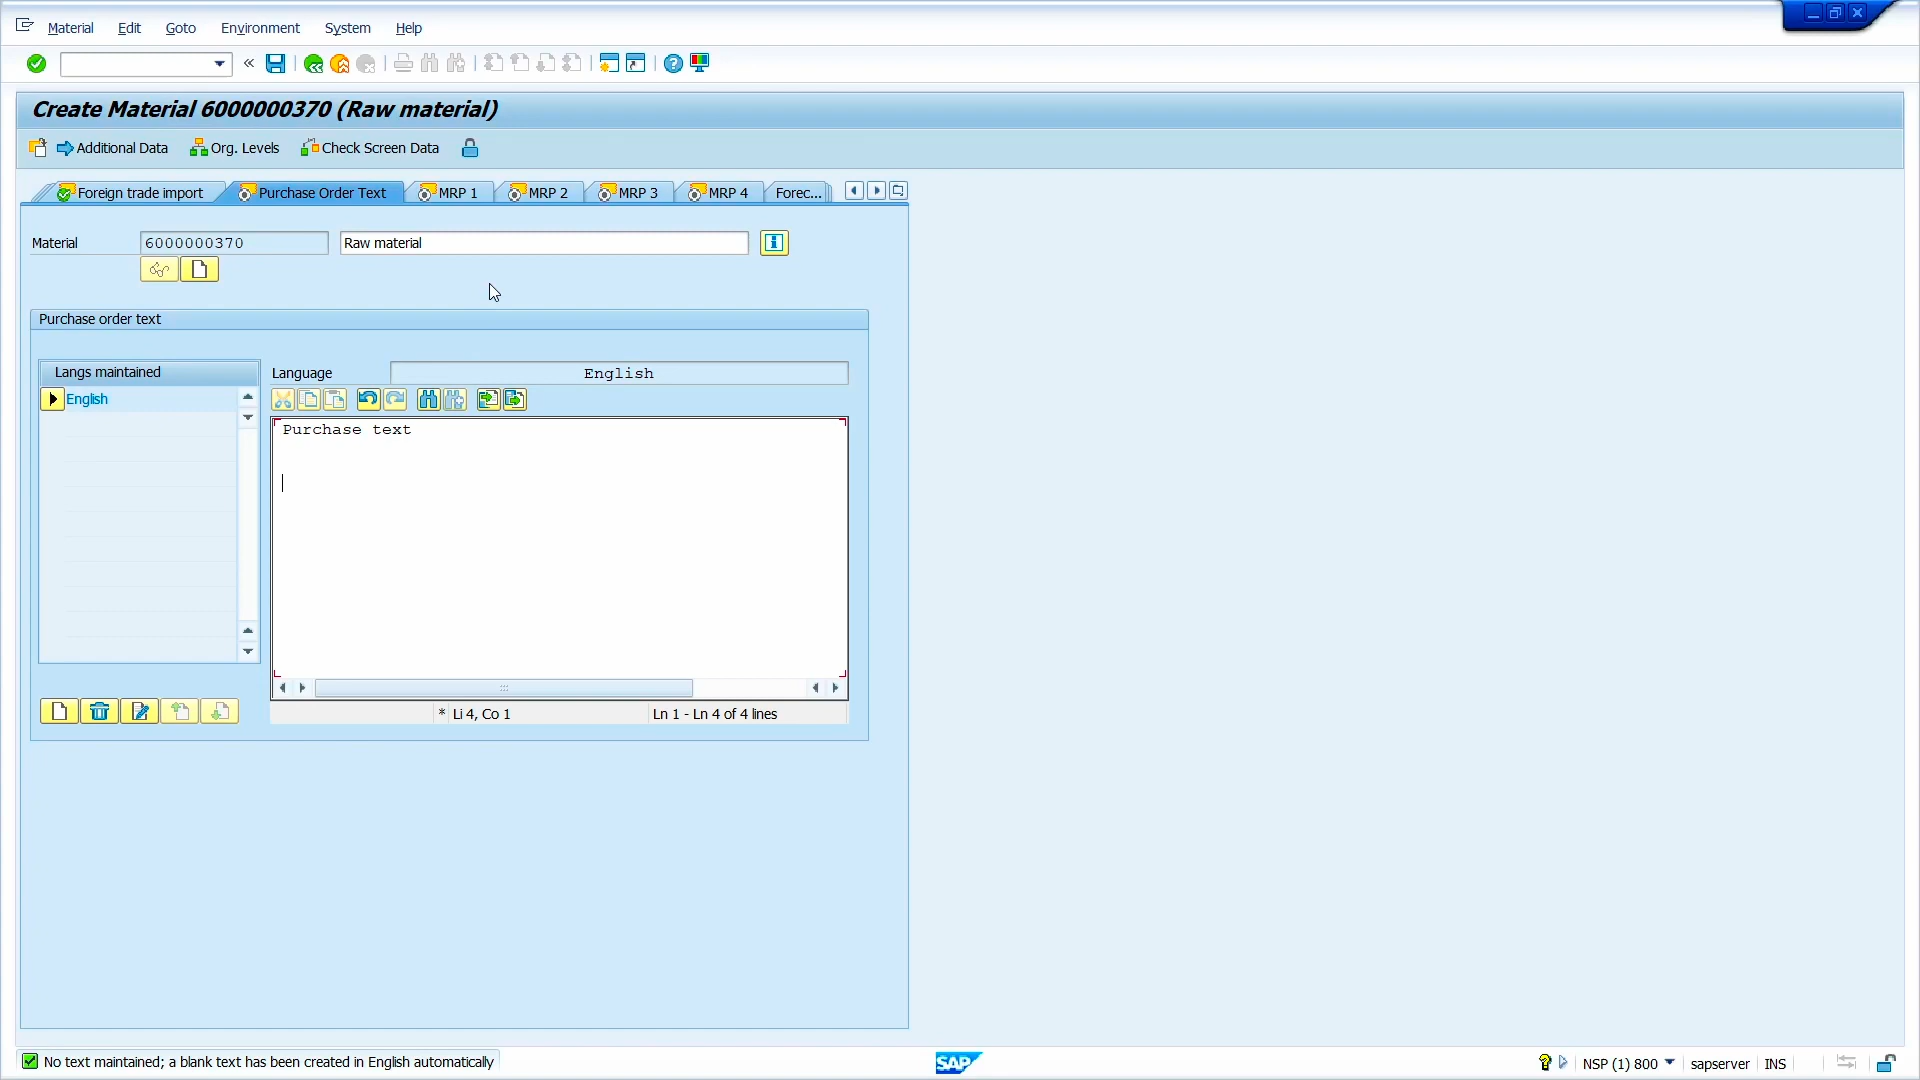 Material Edit Goto Environment System Help
«
Create Material 6000000370 (Raw material)
Additional Data Org. Levels Check Screen Data
Foreign trade import Purchase Order Text MRP 1 MRP 2 MRP 3 MRP 4 Forec...
Material 6000000370 Raw material
Purchase order text
Langs maintained Language English
English
Purchase text
* Li 4, Co 1 Ln 1 - Ln 4 of 4 lines
No text maintained; a blank text has been created in English automatically SAP NSP (1) 800 sapserver INS